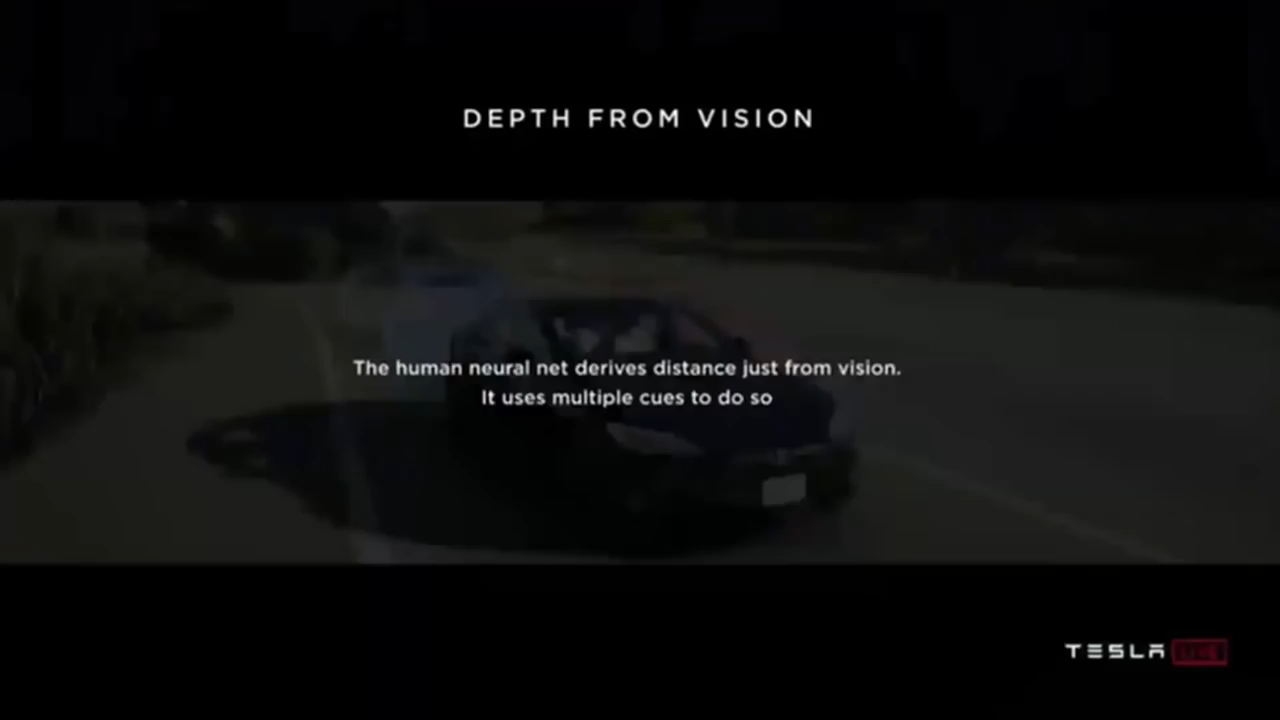 DEPTH FROM VISION
The human neural net derives distance just from vision.
It uses multiple cues to do so
TESLA LIVE